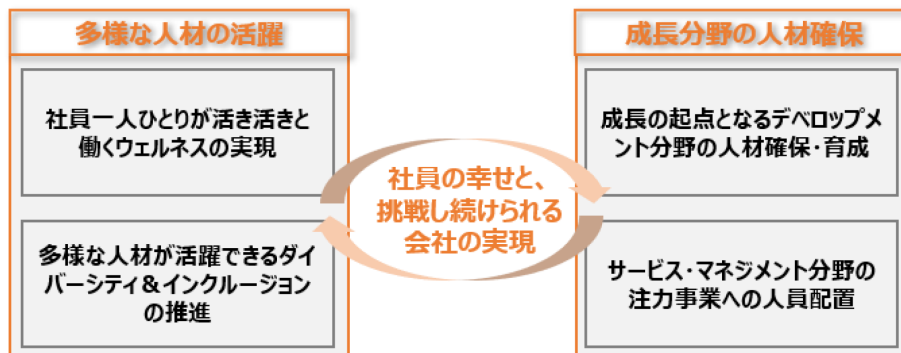 多様な人材の活躍
社員一人ひとりが活き活きと
働くウェルネスの実現
多様な人材が活躍できるダイ
バーシティ&インクルージョン
の推進
社員の幸せと、
挑戦し続けられる
会社の実現
成長分野の人材確保
成長の起点となるデベロップメ
ント分野の人材確保・育成
サービス・マネジメント分野の
注力事業への人員配置